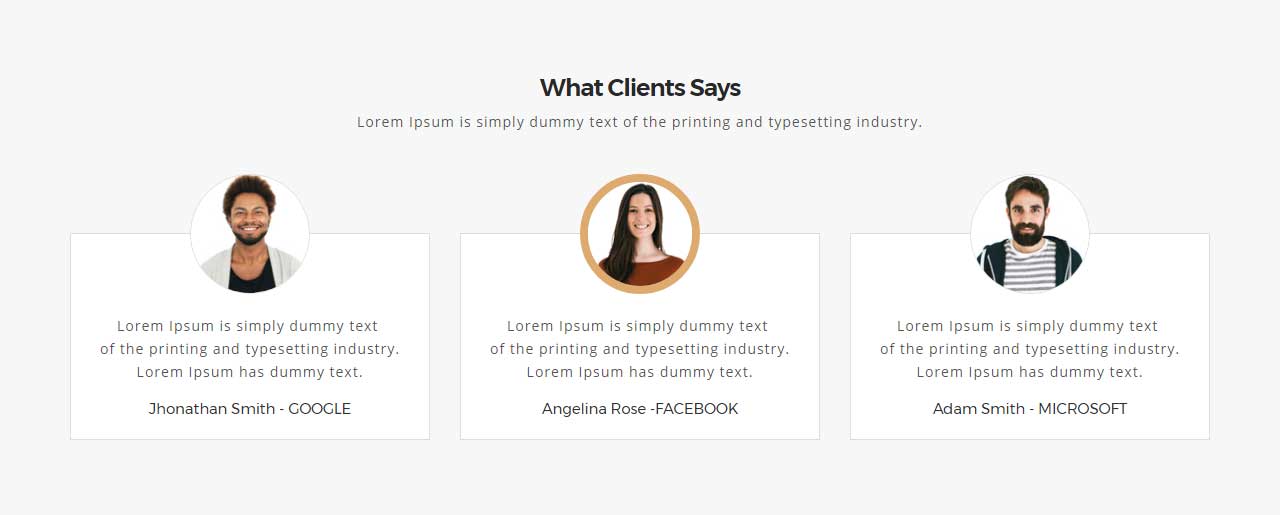 What Clients Says
Lorem Ipsum is simply dummy text of the printing and typesetting industry.
Lorem Ipsum is simply dummy text
of the printing and typesetting industry.
Lorem Ipsum has dummy text.
Jhonathan Smith - GOOGLE
Lorem Ipsum is simply dummy text
of the printing and typesetting industry.
Lorem Ipsum has dummy text.
Angelina Rose -FACEBOOK
Lorem Ipsum is simply dummy text
of the printing and typesetting industry.
Lorem Ipsum has dummy text.
Adam Smith - MICROSOFT